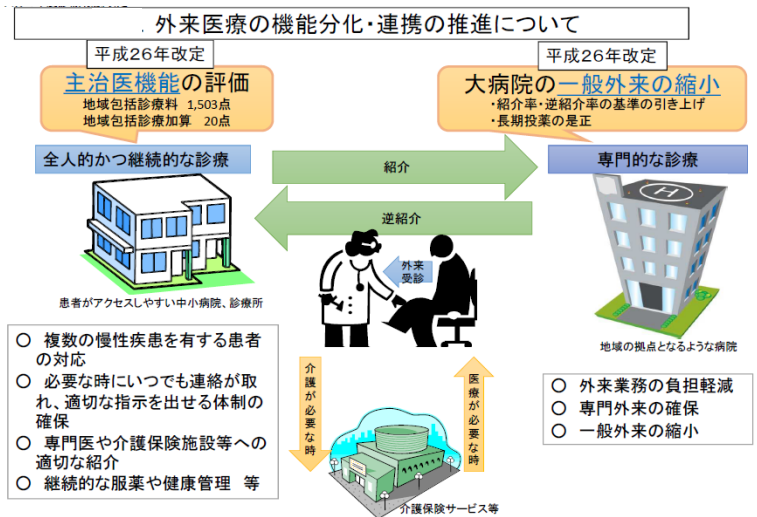 外来医療の機能分化・連携の推進について
平成26年改定
主治医機能の評価
地域包括診療料 1,503点
地域包括診療加算 20点
平成26年改定
大病院の一般外来の縮小
・紹介率・逆紹介率の基準の引き上げ
・長期投薬の是正
全人的かつ継続的な診療
紹介
専門的な診療
逆紹介
外来
受診
患者がアクセスしやすい中小病院、診療所
地域の拠点となるような病院
○ 複数の慢性疾患を有する患者
の対応
○ 必要な時にいつでも連絡が取
れ、適切な指示を出せる体制の
確保
○ 専門医や介護保険施設等への
適切な紹介
○ 継続的な服薬や健康管理 等
介護が必要な時
医療が必要な時
介護保険サービス等
○ 外来業務の負担軽減
○ 専門外来の確保
○ 一般外来の縮小
H